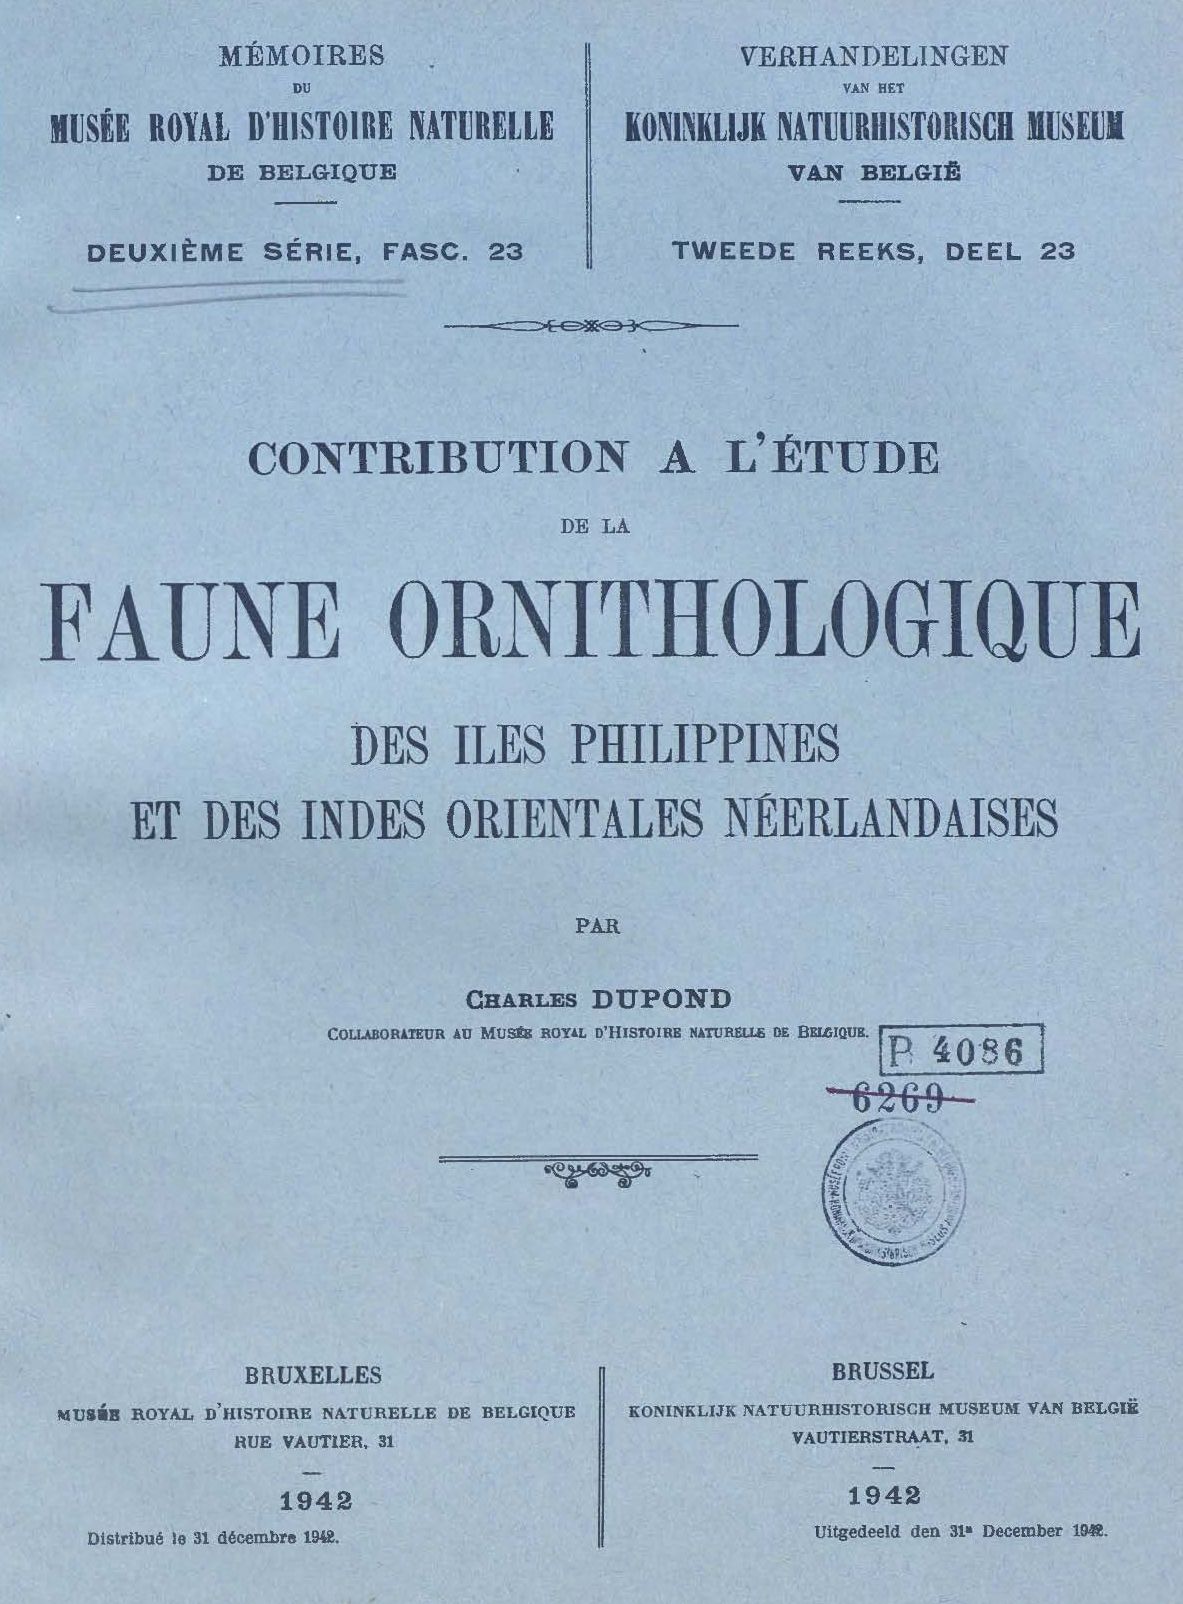 MÉMOIRES
DU
MUSÉE ROYAL D'HISTOIRE NATURELLE
DE BELGIQUE
DEUXIÈME SÉRIE, FASC. 23
VERHANDELINGEN
VAN HET
KONINKLIJK NATUURHISTORISCH MUSEUM
VAN BELGIË
TWEEDE REEKS, DEEL 23
CONTRIBUTION A L'ÉTUDE
DE LA
FAUNE ORNITHOLOGIQUE
DES ILES PHILIPPINES
ET DES INDES ORIENTALES NÉERLANDAISES
PAR
CHARLES DUPOND
COLLABORATEUR AU MUSÉE ROYAL D'HISTOIRE NATURELLE DE BELGIQUE.
P. 4086
6269
BRUXELLES
MUSÉE ROYAL D'HISTOIRE NATURELLE DE BELGIQUE
RUE VAUTIER, 31
1942
Distribué le 31 décembre 1942.
BRUSSEL
KONINKLIJK NATUURHISTORISCH MUSEUM VAN BELGIË
VAUTIERSTRAAT, 31
1942
Uitgedeeld den 31ⁿ December 1942.